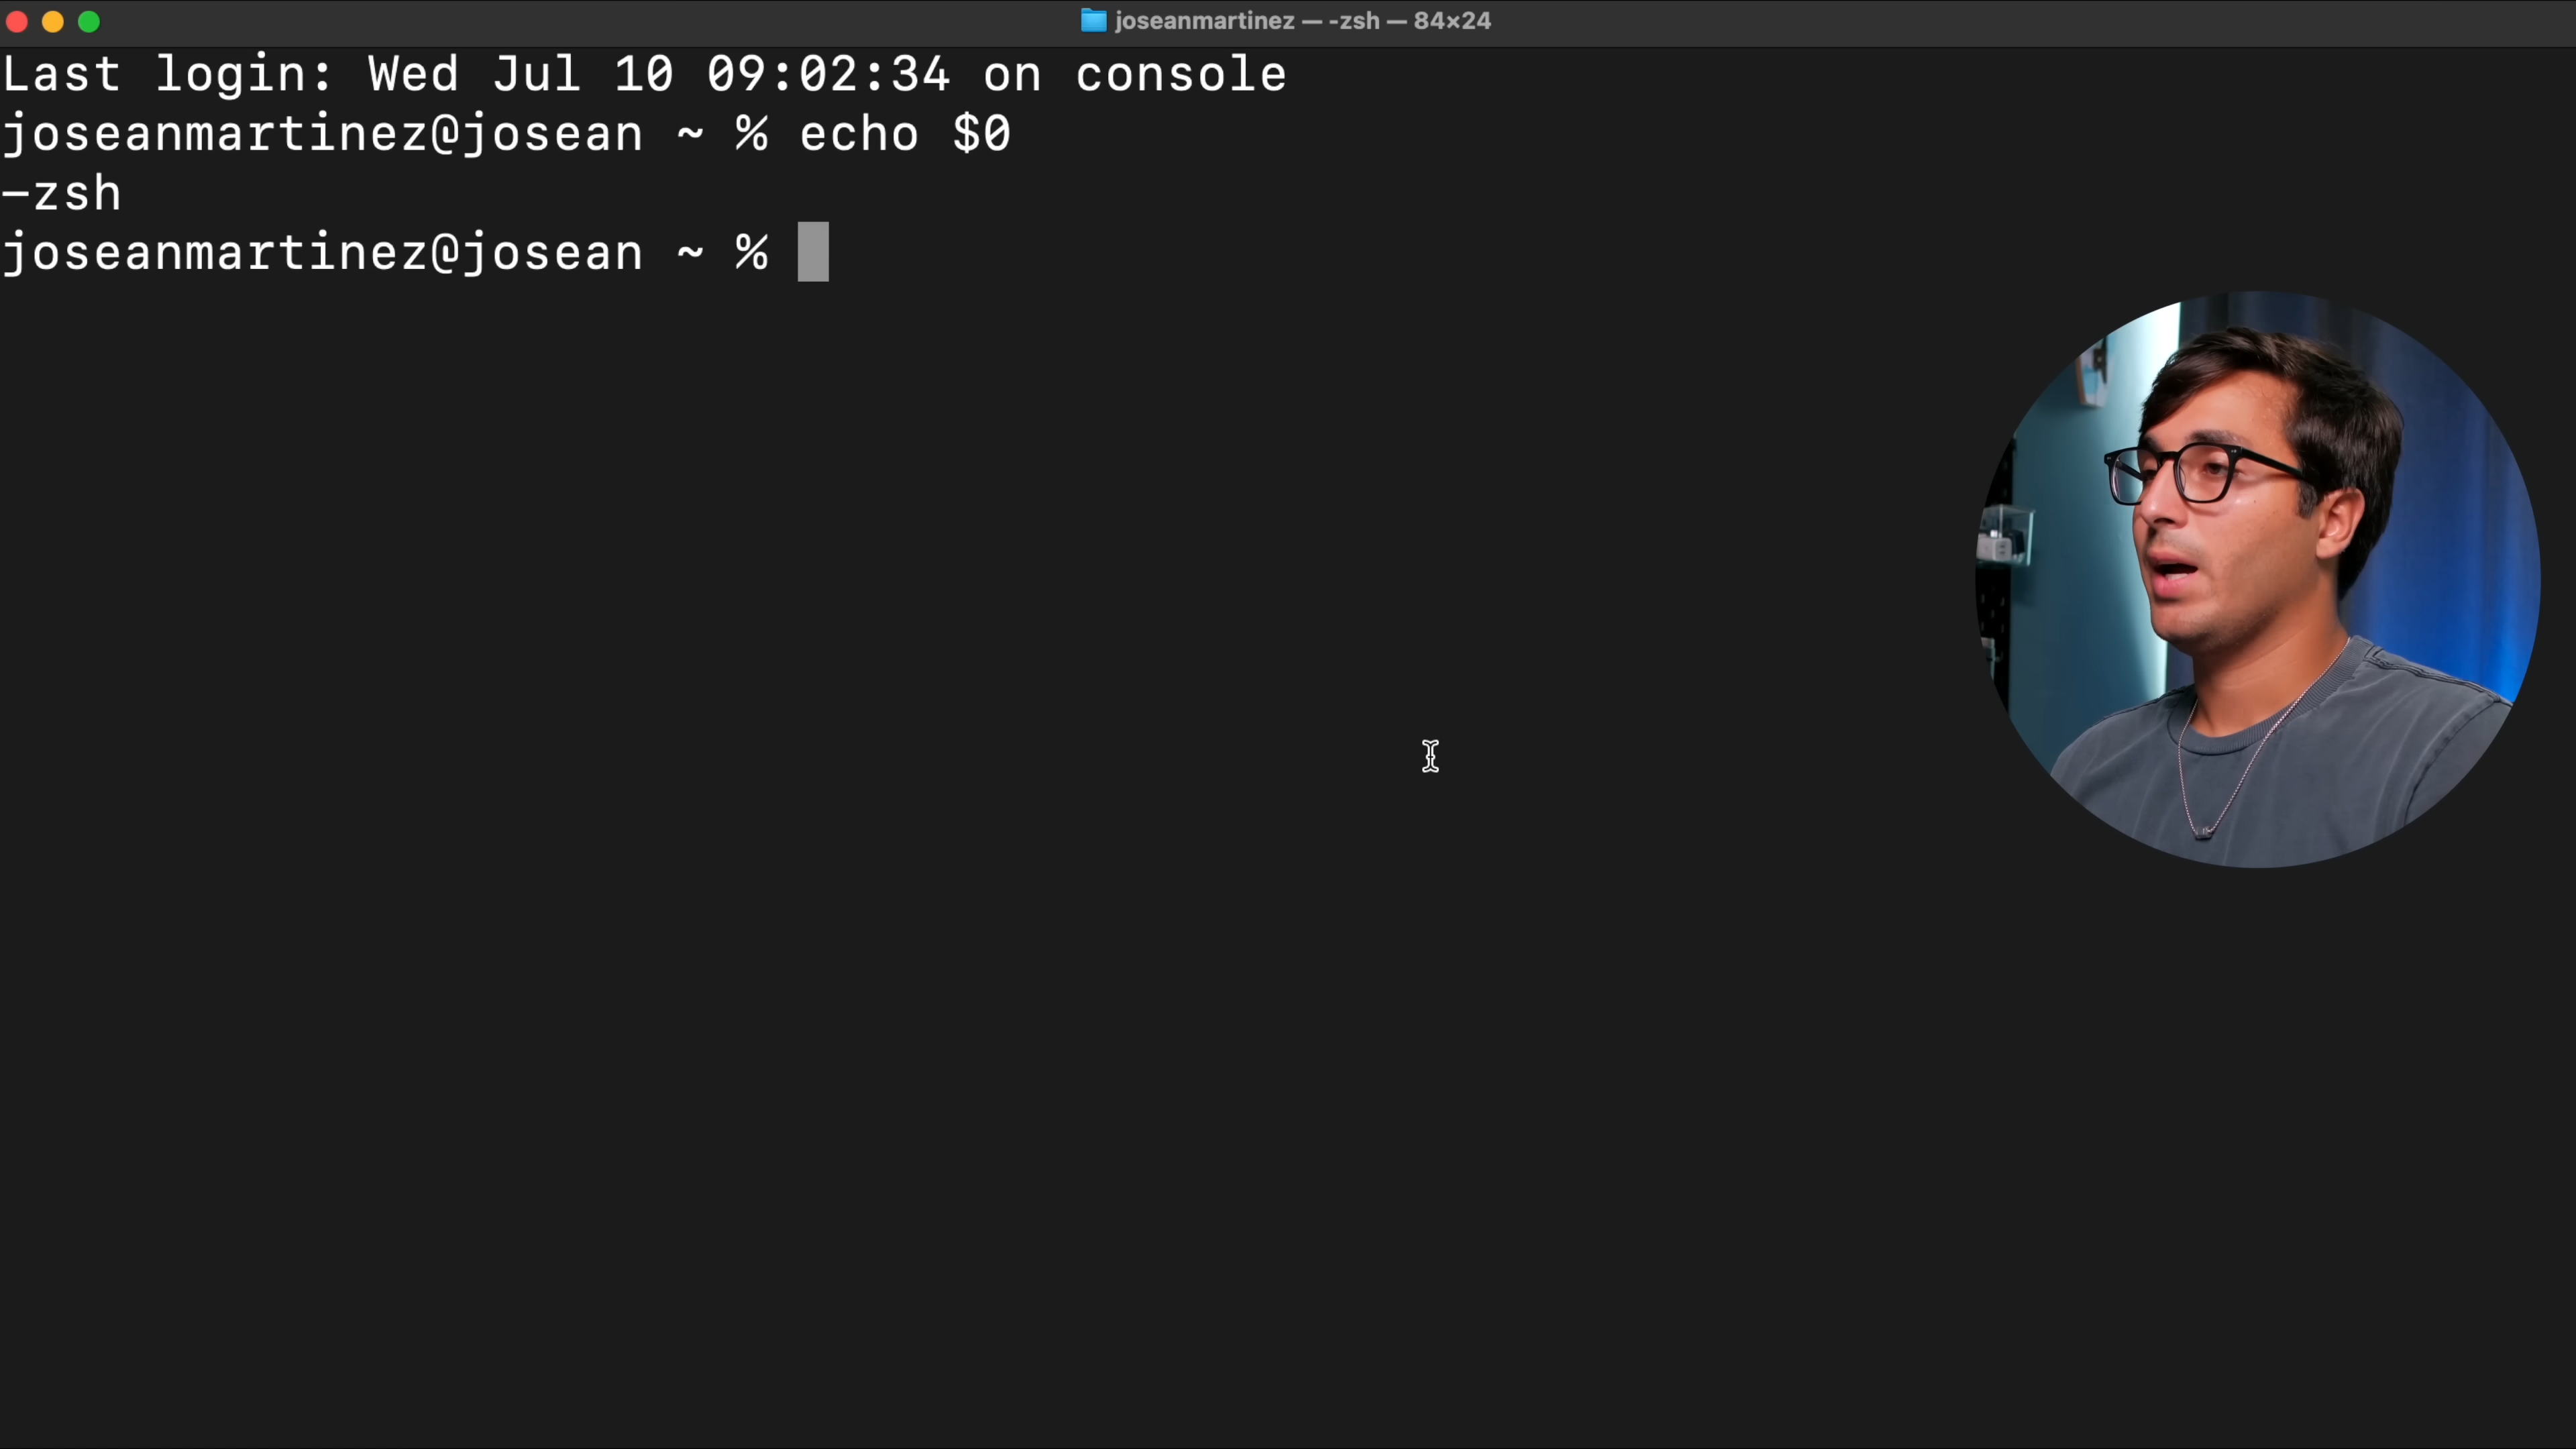 joseanmartinez — -zsh — 84×24
Last login: Wed Jul 10 09:02:34 on console
joseanmartinez@josean ~ % echo $0
-zsh
joseanmartinez@josean ~ %